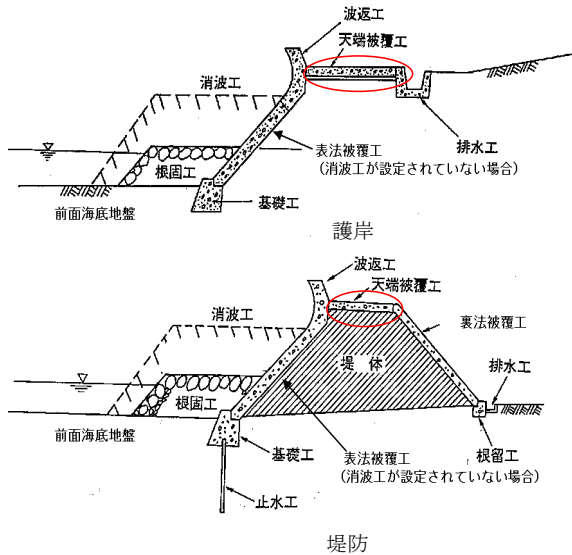 波返工
天端被覆工
消波工
排水工
表法被覆工
(消波工が設定されていない場合)
根固工
基礎工
前面海底地盤
護岸
波返工
天端被覆工
消波工
裏法被覆工
堤 体
排水工
根固工
前面海底地盤
基礎工
表法被覆工
(消波工が設定されていない場合)
根留工
止水工
堤防